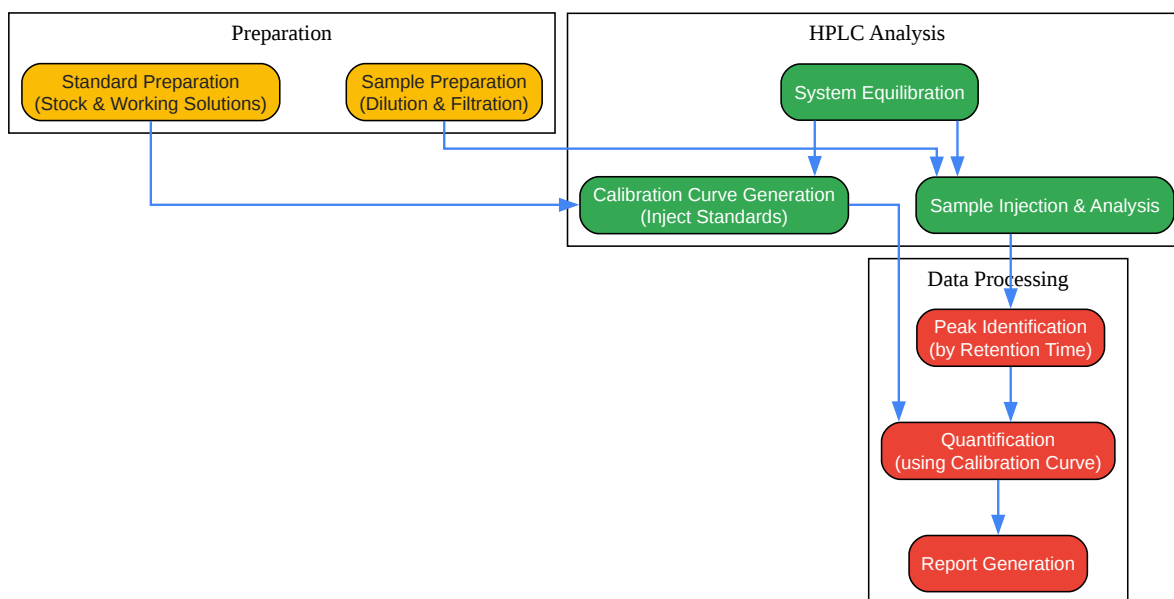 Preparation
Standard Preparation
(Stock & Working Solutions)
Sample Preparation
(Dilution & Filtration)
HPLC Analysis
System Equilibration
Calibration Curve Generation
(Inject Standards)
Sample Injection & Analysis
Data Processing
Peak Identification
(by Retention Time)
Quantification
(using Calibration Curve)
Report Generation